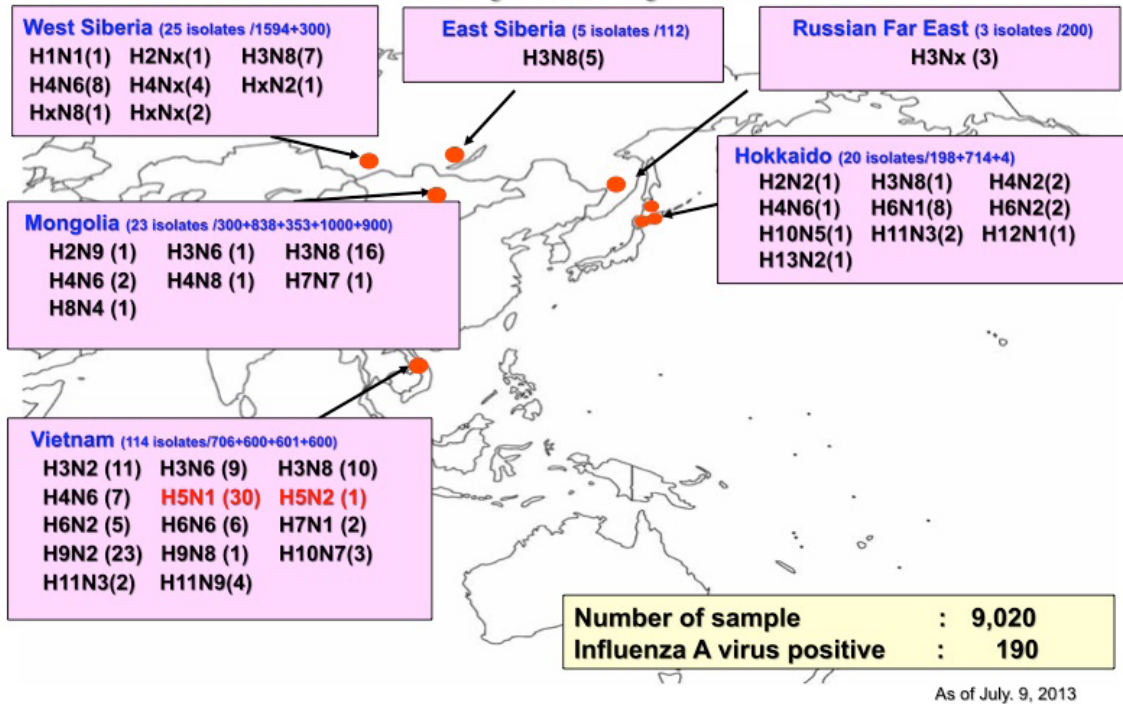 West Siberia (25 isolates /1594+300)
H1N1(1) H2Nx(1) H3N8(7)
H4N6(8) H4Nx(4) HxN2(1)
HxN8(1) HxNx(2)
East Siberia (5 isolates /112)
H3N8(5)
Russian Far East (3 isolates /200)
H3Nx (3)
Hokkaido (20 isolates/198+714+4)
H2N2(1) H3N8(1) H4N2(2)
H4N6(1) H6N1(8) H6N2(2)
H10N5(1) H11N3(2) H12N1(1)
H13N2(1)
Mongolia (23 isolates /300+838+353+1000+900)
H2N9 (1) H3N6 (1) H3N8 (16)
H4N6 (2) H4N8 (1) H7N7 (1)
H8N4 (1)
Vietnam (114 isolates/706+600+601+600)
H3N2 (11) H3N6 (9) H3N8 (10)
H4N6 (7) H5N1 (30) H5N2 (1)
H6N2 (5) H6N6 (6) H7N1 (2)
H9N2 (23) H9N8 (1) H10N7(3)
H11N3(2) H11N9(4)
Number of sample : 9,020
Influenza A virus positive : 190
As of July. 9, 2013